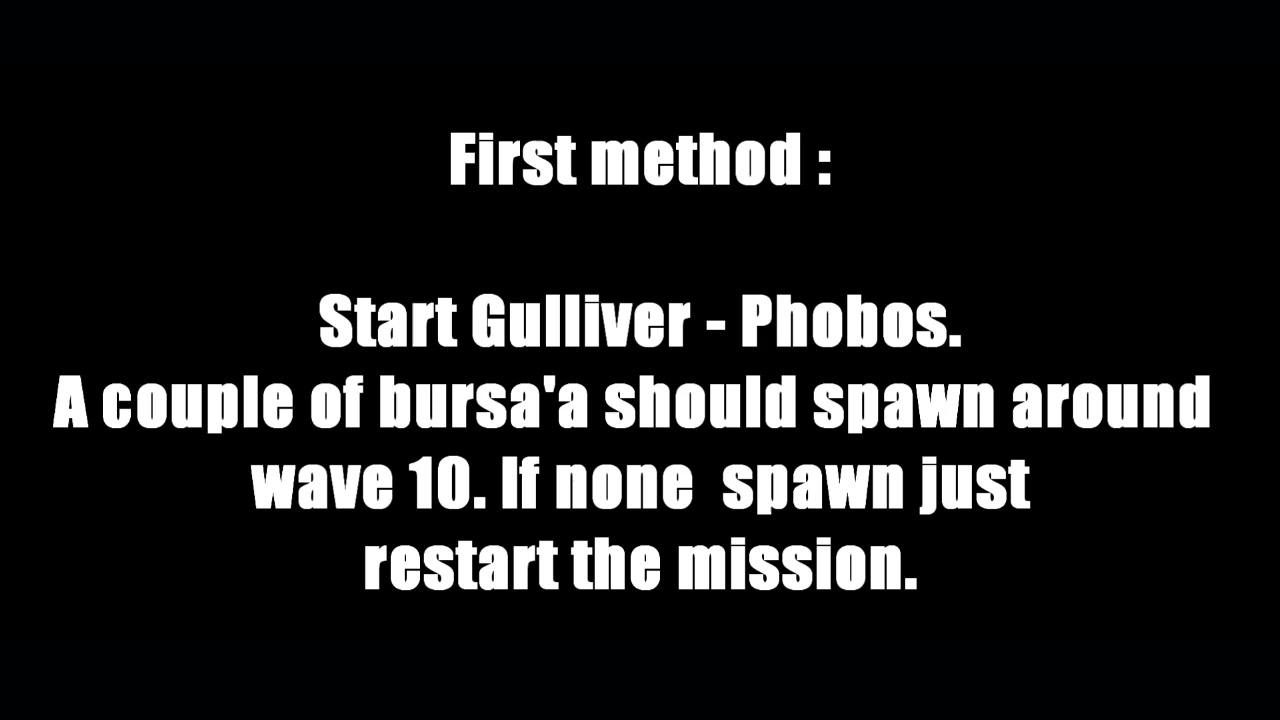 First method :
Start Gulliver - Phobos.
A couple of bursa'a should spawn around
wave 10. If none  spawn just
restart the mission.